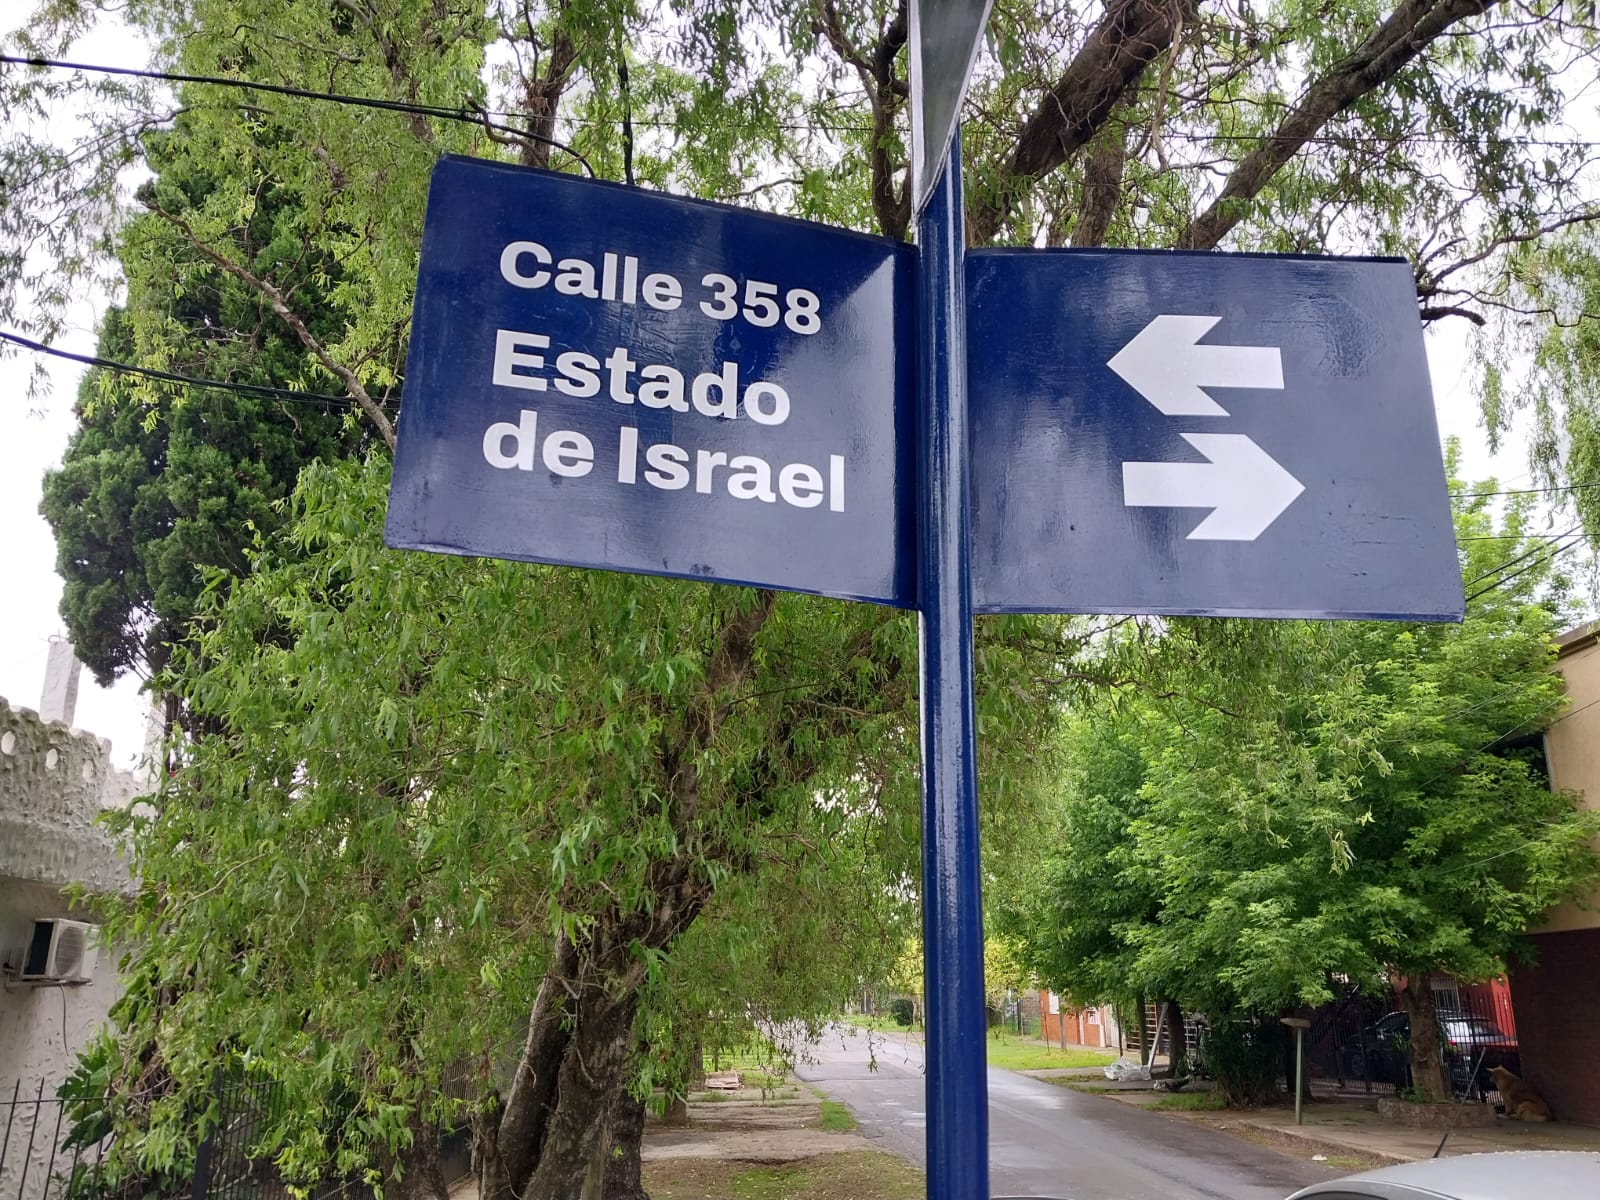 Calle 358
Estado
de Israel